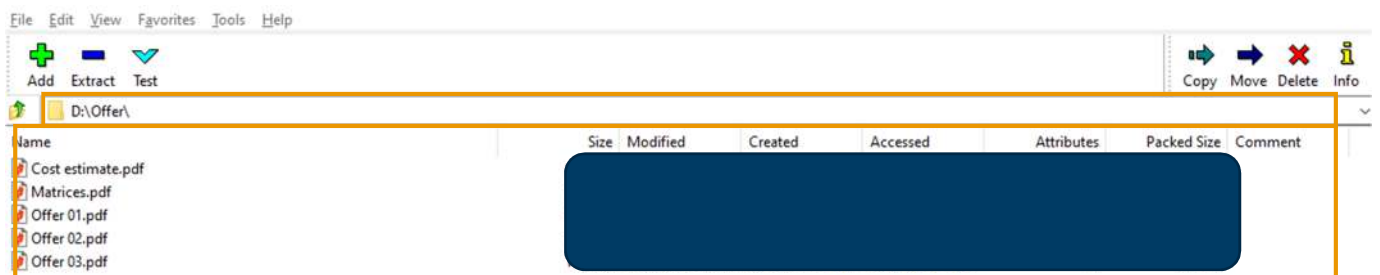 File Edit View Favorites Tools Help
Add Extract Test Copy Move Delete Info
D:\Offer\
Name Size Modified Created Accessed Attributes Packed Size Comment
Cost estimate.pdf
Matrices.pdf
Offer 01.pdf
Offer 02.pdf
Offer 03.pdf